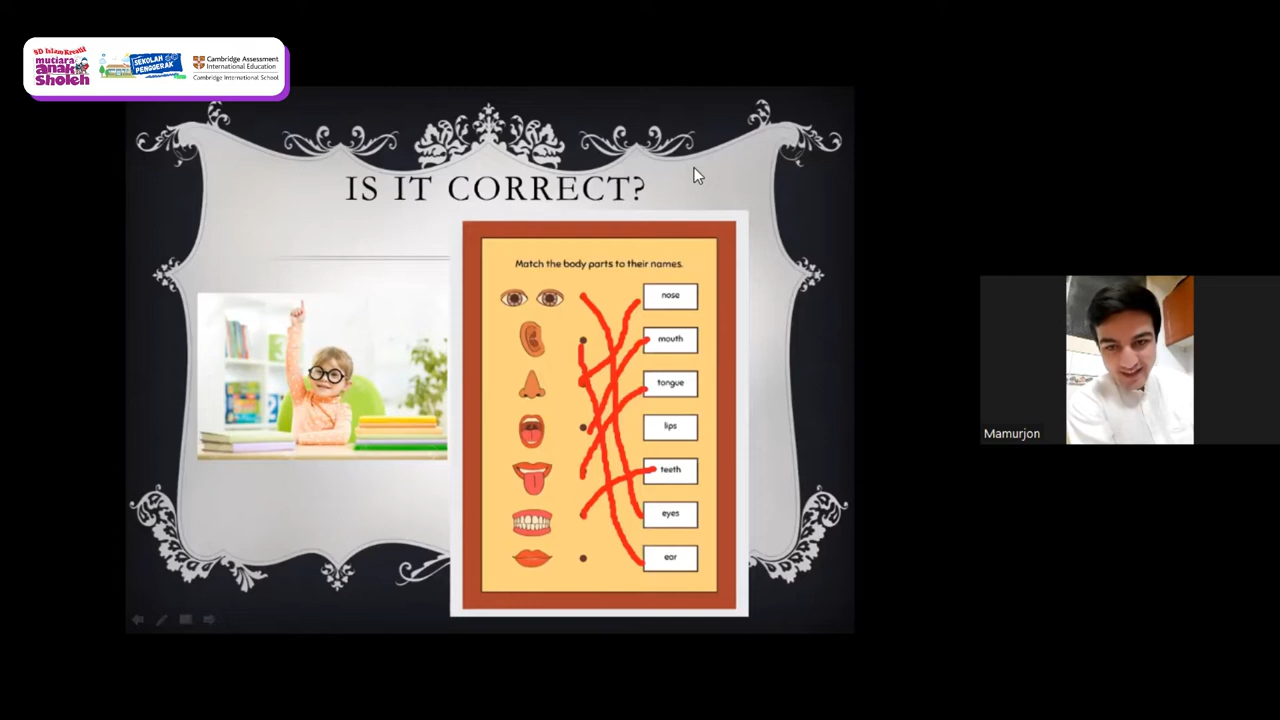 SD Islam Kreatif
mutiara
anak
Sholeh
SEKOLAH
PENGGERAK
Cambridge Assessment
International Education
Cambridge International School
IS IT CORRECT?
Match the body parts to their names.
nose
mouth
tongue
lips
teeth
eyes
ear
Mamurjon